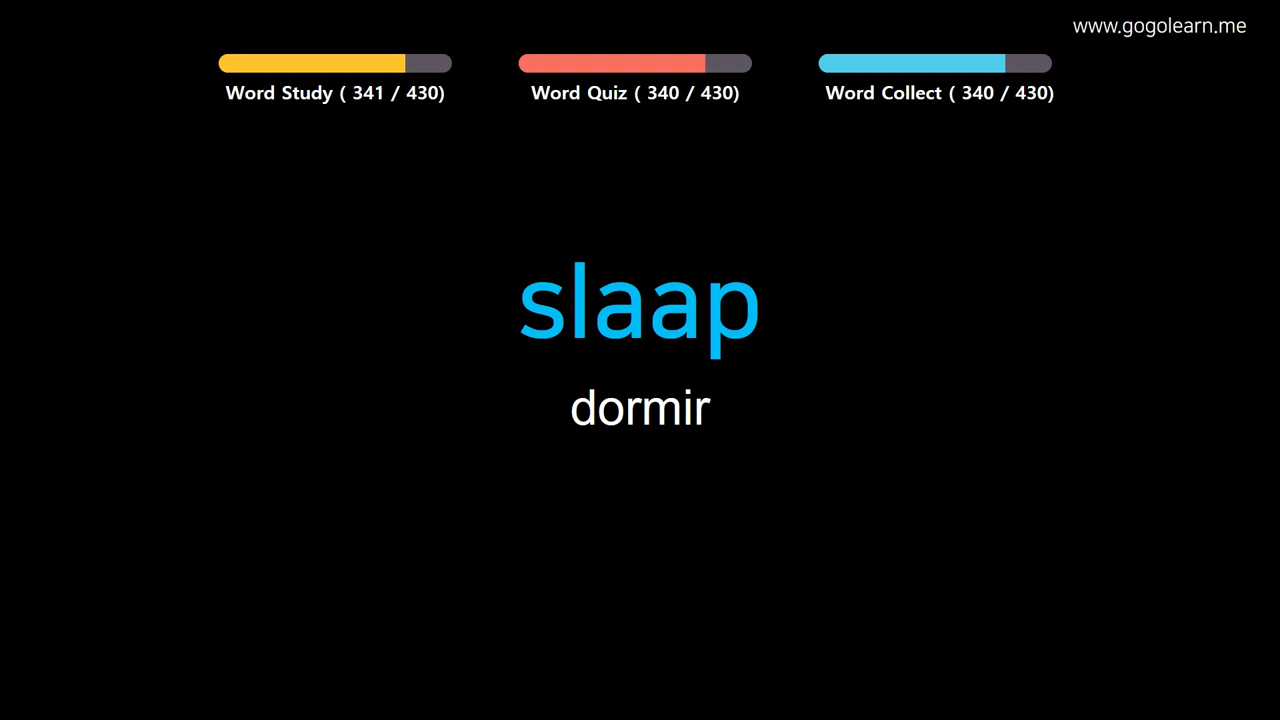 www.gogolearn.me
Word Study ( 341 / 430)
Word Quiz ( 340 / 430)
Word Collect ( 340 / 430)
slaap
dormir